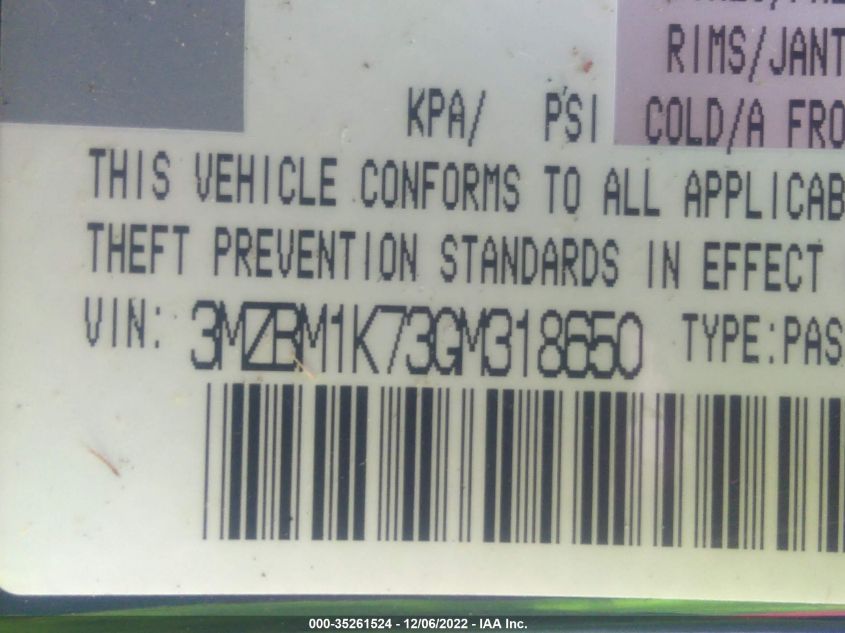 RIMS/JANT
KPA/ PSI COLD/A FRO
THIS VEHICLE CONFORMS TO ALL APPLICAB
THEFT PREVENTION STANDARDS IN EFFECT
VIN: 3MZBM1K73GM318650 TYPE:PAS
000-35261524 - 12/06/2022 - IAA Inc.